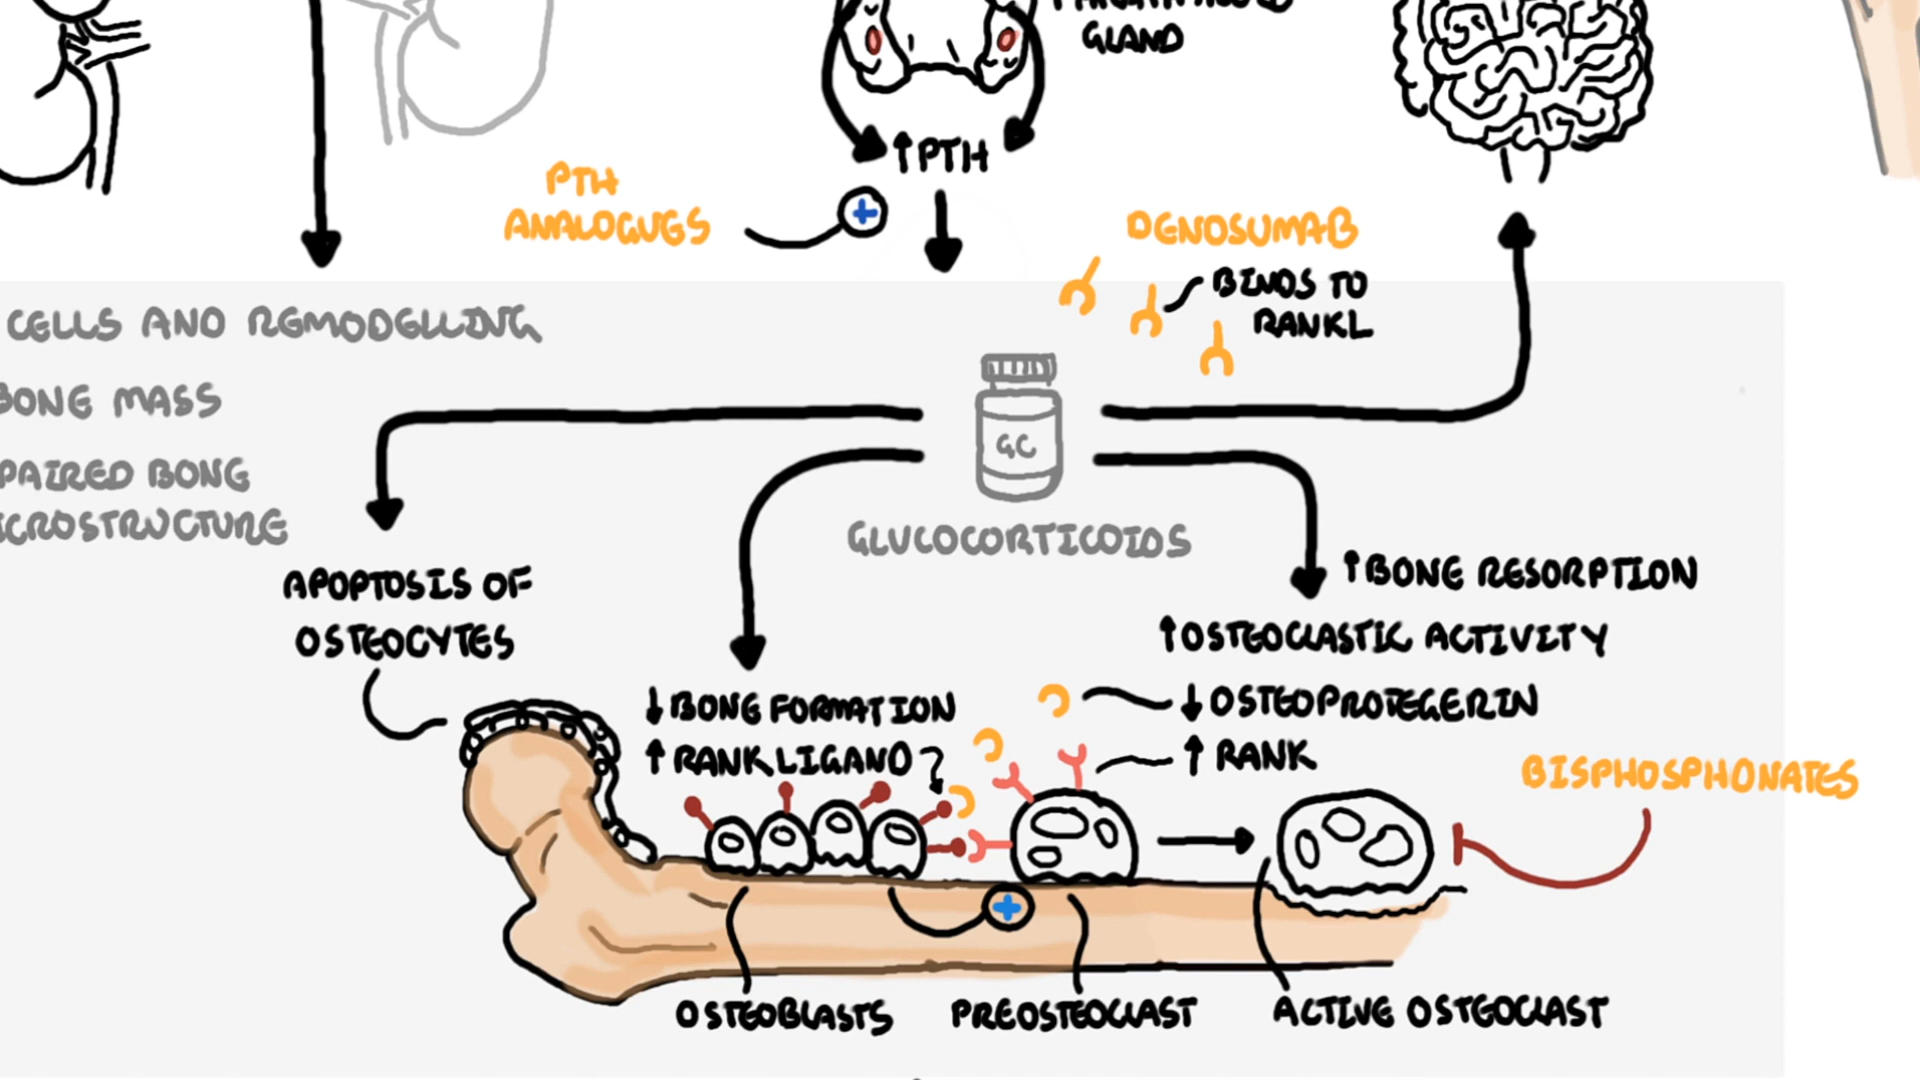 GLAND
↑PTH
PTH
ANALOGUES
DENOSUMAB
BINDS TO
RANKL
CELLS AND REMODELLING
BONE MASS
GC
GLUCOCORTICOIDS
APOPTOSIS OF
OSTEOCYTES
↑BONE RESORPTION
↑OSTEOCLASTIC ACTIVITY
↓BONE FORMATION
↑RANK LIGAND
↓OSTEOPROTEGERIN
↑RANK
BISPHOSPHONATES
OSTEOBLASTS
PREOSTEOCLAST
ACTIVE OSTEOCLAST
PAIRED BONE
CROSTRUCTURE